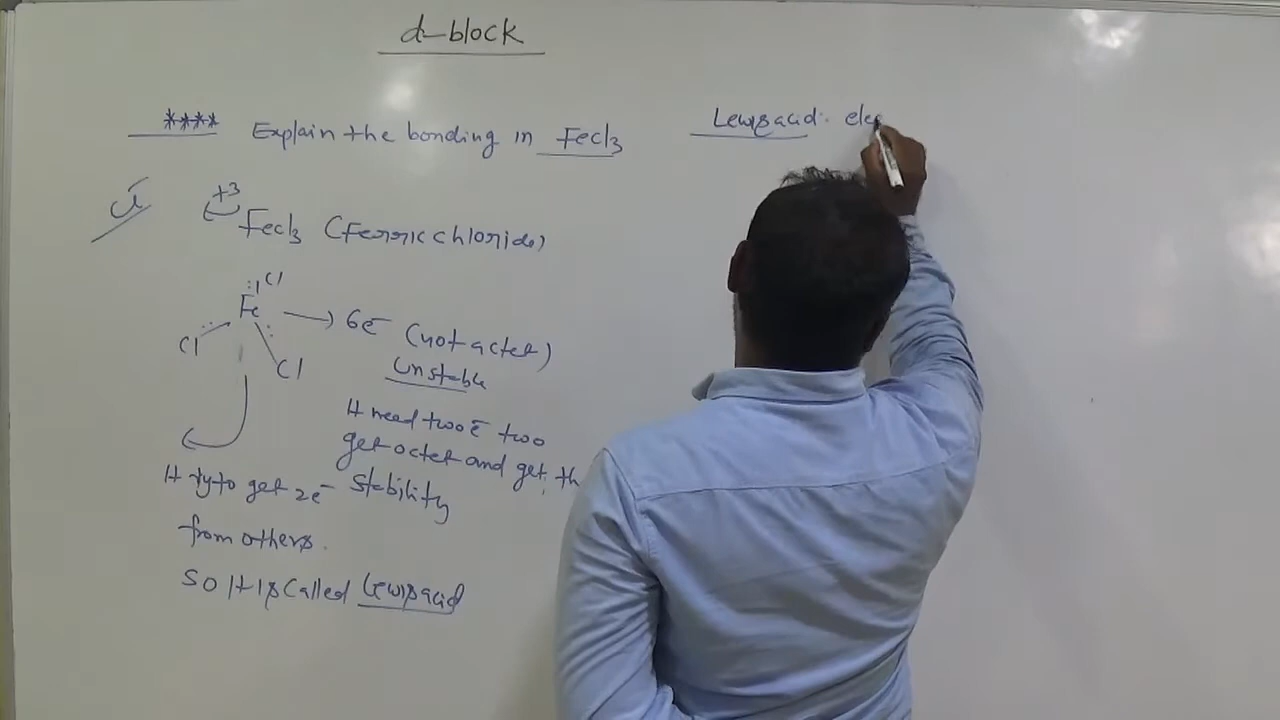 d-block
**** Explain the bonding in FeCl3
Lewis acid: ele
+3
FeCl3 (Ferric chloride)
Cl
Fe → 6e- (not octet)
Cl
Cl
Unstable
It need two e- two
get octet and get th
stability
It try to get 2e-
from others.
So It is Called Lewis acid